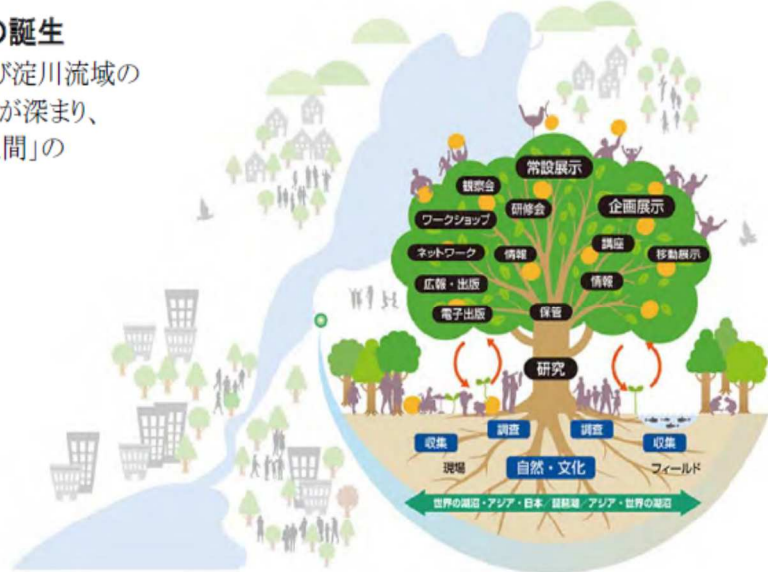 の誕生
び淀川流域の
が深まり、
間」の
常設展示
観察会
研修会
企画展示
ワークショップ
講座
ネットワーク
情報
移動展示
広報・出版
情報
電子出版
保管
研究
調査
調査
収集
収集
現場
自然・文化
フィールド
世界の湖沼・アジア・日本／琵琶湖／アジア・世界の湖沼